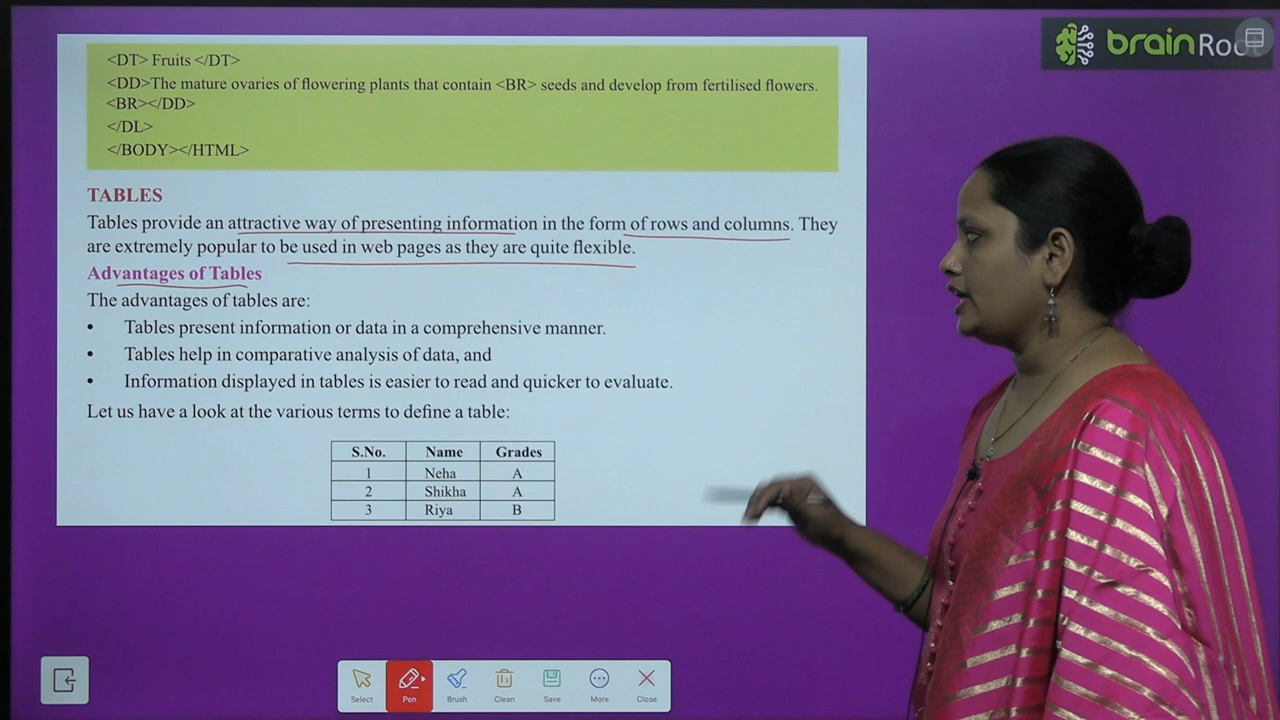 <DT> Fruits </DT>
<DD>The mature ovaries of flowering plants that contain <BR> seeds and develop from fertilised flowers.
<BR></DD>
</DL>
</BODY></HTML>
TABLES
Tables provide an attractive way of presenting information in the form of rows and columns. They
are extremely popular to be used in web pages as they are quite flexible.
Advantages of Tables
The advantages of tables are:
• Tables present information or data in a comprehensive manner.
• Tables help in comparative analysis of data, and
• Information displayed in tables is easier to read and quicker to evaluate.
Let us have a look at the various terms to define a table:
S.No. Name Grades
1 Neha A
2 Shikha A
3 Riya B
Select Pen Brush Clean Save More Close
brain